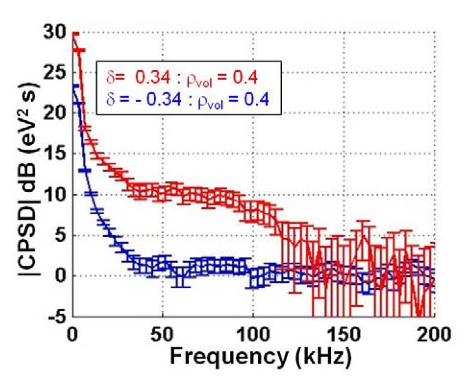 |CPSD| dB (eV² s)
30
25
20
15
10
5
0
-5
δ= 0.34 : ρvol = 0.4
δ = - 0.34 : ρvol = 0.4
0 50 100 150 200
Frequency (kHz)